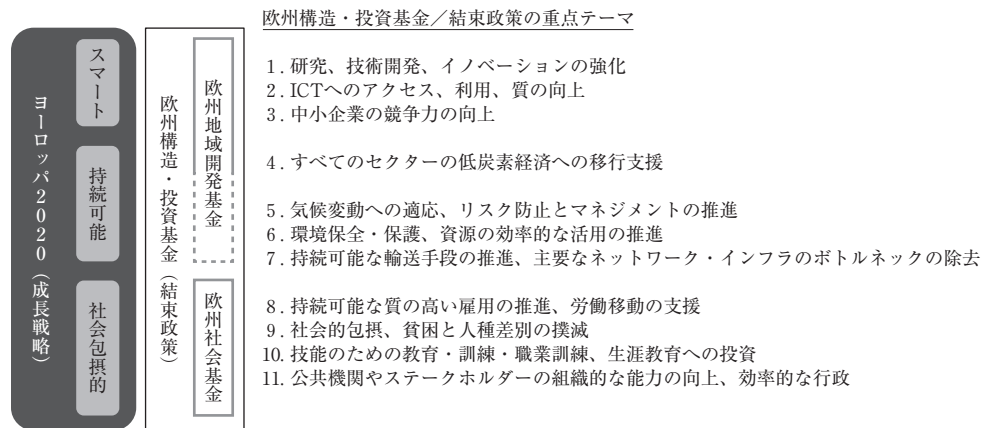 欧州構造・投資基金／結束政策の重点テーマ
ヨーロッパ2020（成長戦略）
スマート
持続可能
社会包摂的
欧州構造・投資基金（結束政策）
欧州地域開発基金
欧州社会基金
1. 研究、技術開発、イノベーションの強化
2. ICTへのアクセス、利用、質の向上
3. 中小企業の競争力の向上
4. すべてのセクターの低炭素経済への移行支援
5. 気候変動への適応、リスク防止とマネジメントの推進
6. 環境保全・保護、資源の効率的な活用の推進
7. 持続可能な輸送手段の推進、主要なネットワーク・インフラのボトルネックの除去
8. 持続可能な質の高い雇用の推進、労働移動の支援
9. 社会的包摂、貧困と人種差別の撲滅
10. 技能のための教育・訓練・職業訓練、生涯教育への投資
11. 公共機関やステークホルダーの組織的な能力の向上、効率的な行政